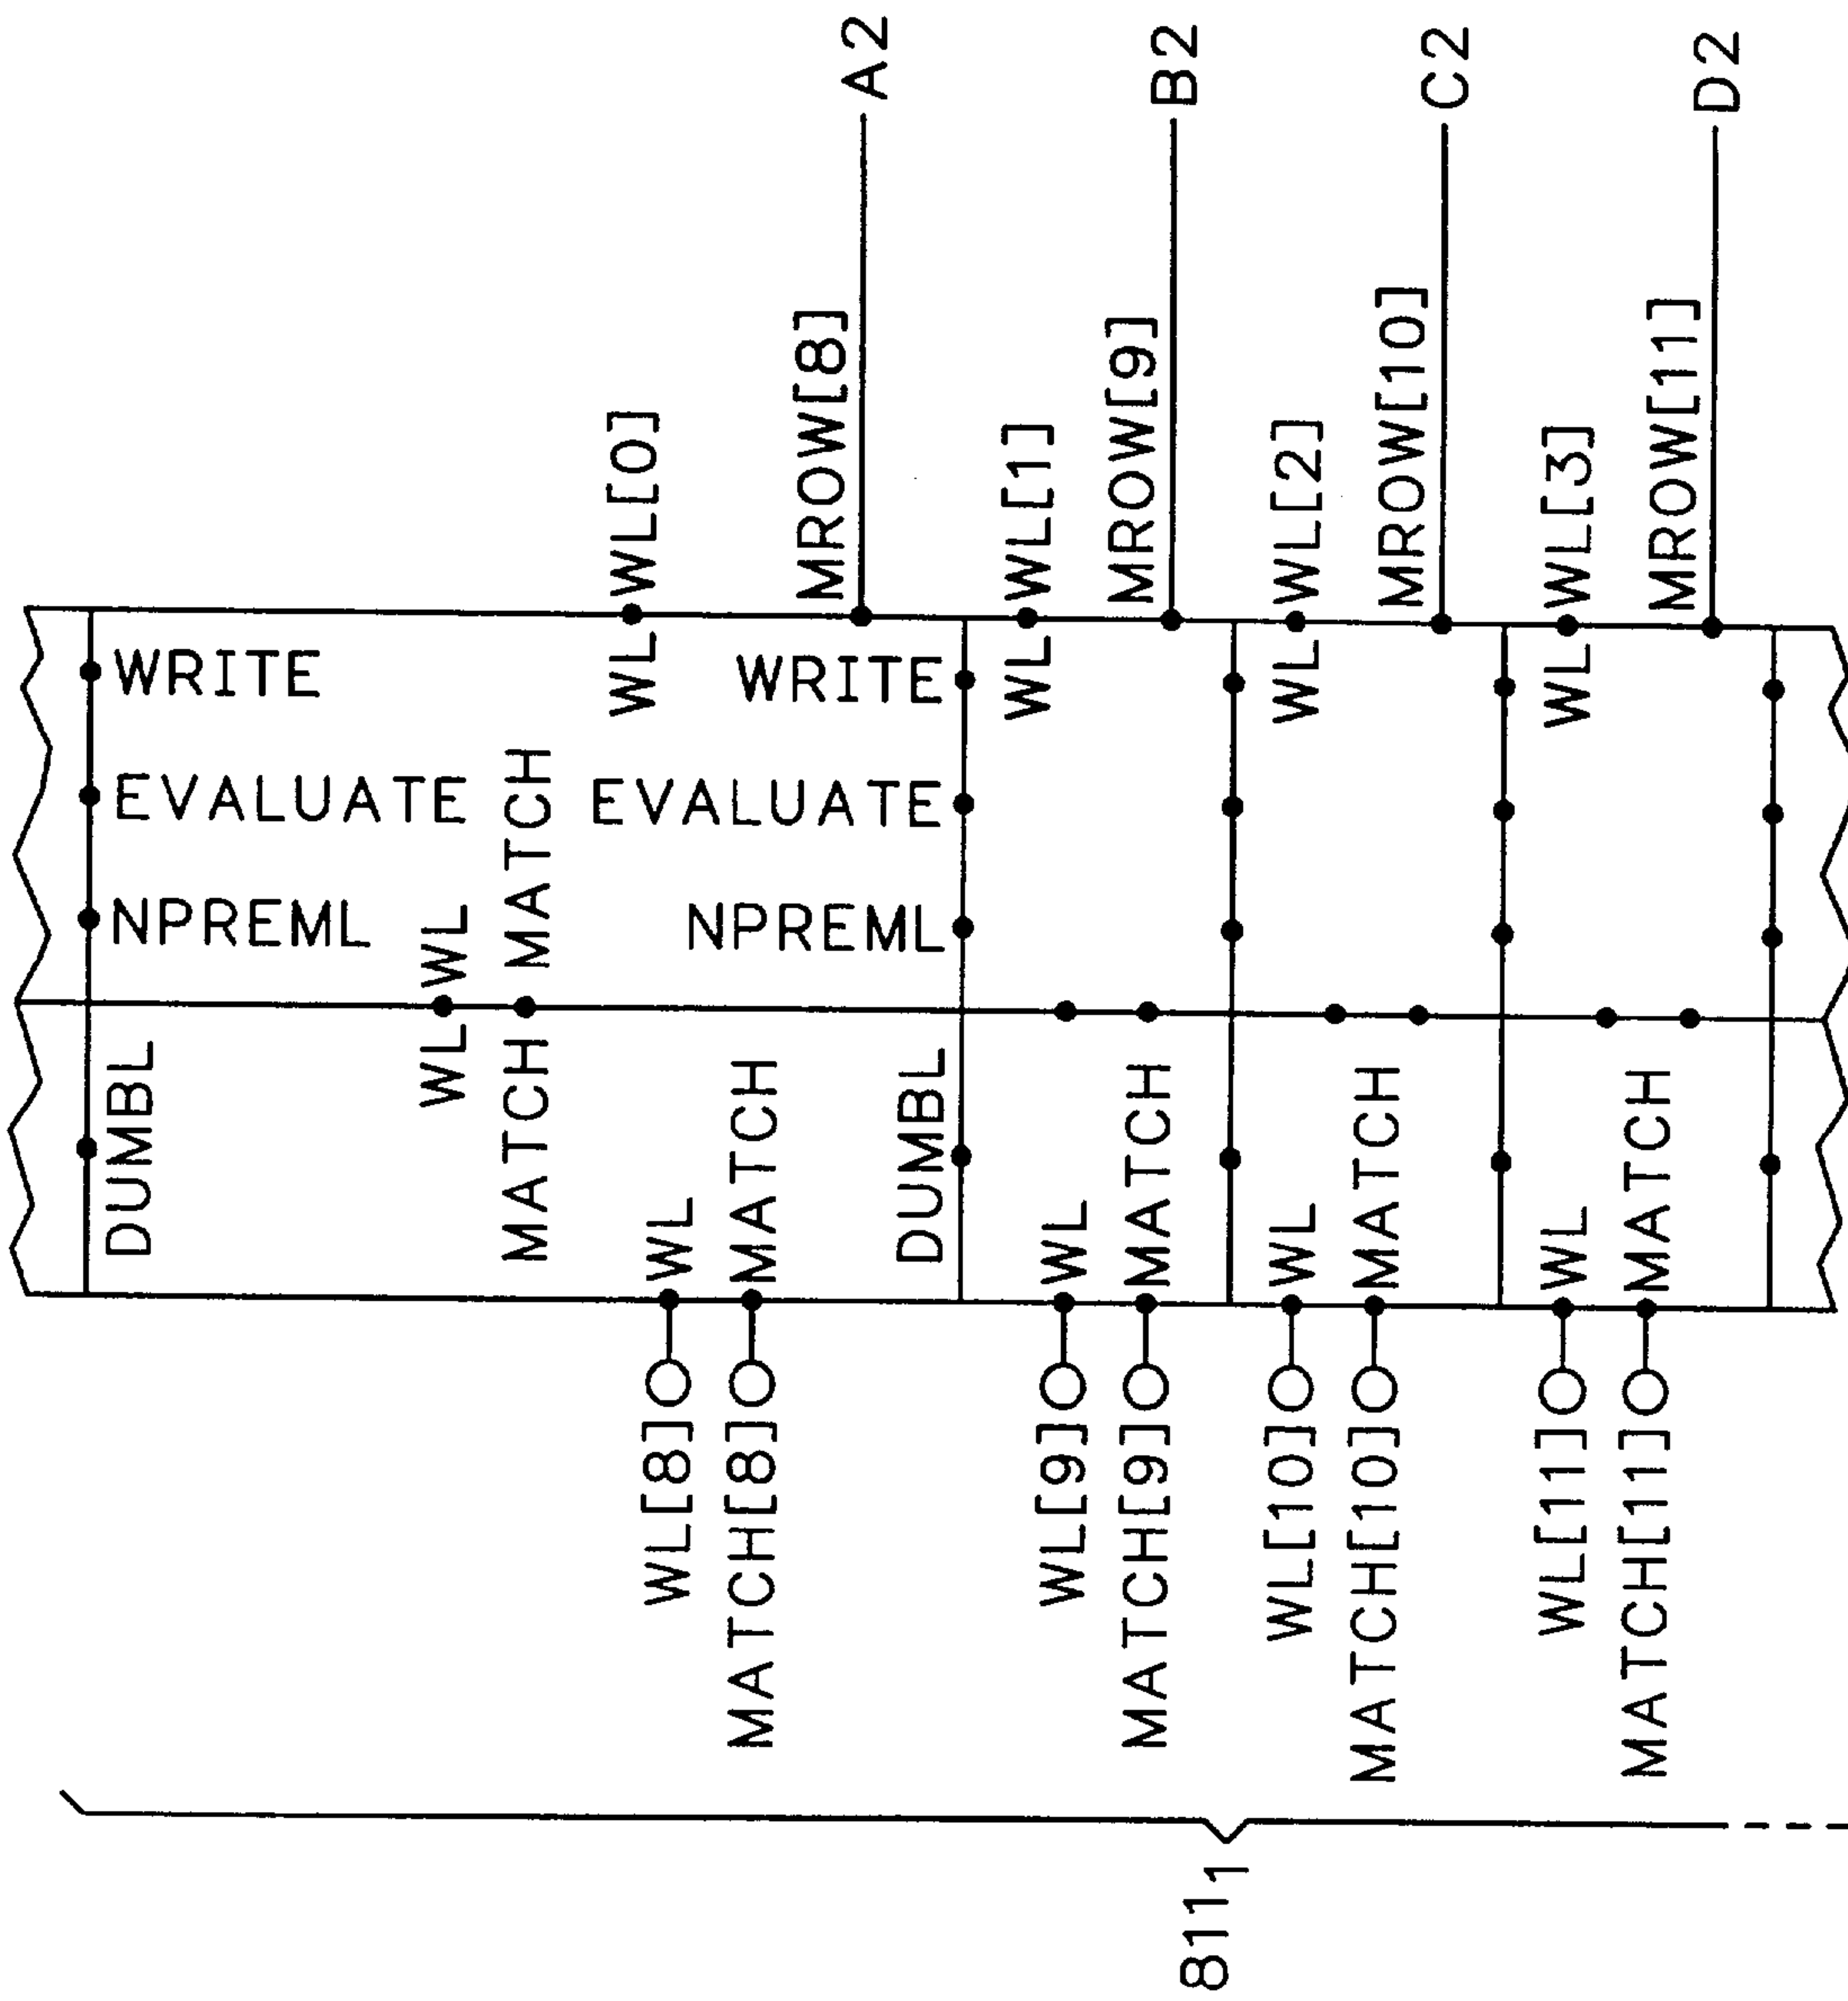 DUMBL
NPREML
EVALUATE
WRITE
WL WL
MATCH MATCH
WL[8] WL
WL WL[0]
MATCH[8] MATCH
MROW[8] A2
DUMBL
NPREML
EVALUATE
WRITE
WL WL[1]
WL[9] WL
MATCH[9] MATCH
MROW[9] B2
811₁
WL[10] WL
WL WL[2]
MATCH[10] MATCH
MROW[10] C2
WL[11] WL
WL WL[3]
MATCH[11] MATCH
MROW[11] D2